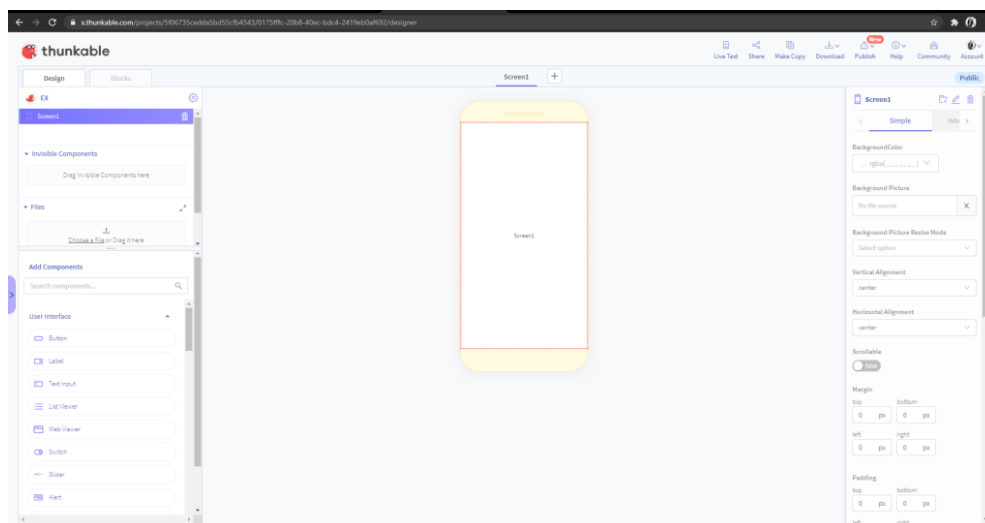 x.thunkable.com/projects/5f06735cedda5bd55cfb4543/0175fffc-20b8-40ec-bdc4-2419eb0af692/designer
thunkable
Live Test Share Make Copy Download Publish Help Community Account
New
Design Blocks
Screen1 +
Public
EX
Screen1
Invisible Components
Drag Invisible Components here
Files
Choose a File or Drag it here
Add Components
Search components...
User Interface
Button
Label
Text Input
List Viewer
Web Viewer
Switch
Slider
Alert
Screen1
Screen1
Simple Adv
BackgroundColor
rgba(_,_,_,_)
Background Picture
No file source X
Background Picture Resize Mode
Select option
Vertical Alignment
center
Horizontal Alignment
center
Scrollable
false
Margin
top bottom
0 px 0 px
left right
0 px 0 px
Padding
top bottom
0 px 0 px
left right